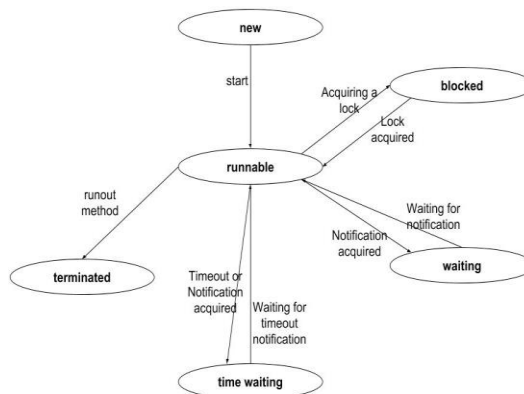 new
start
Acquiring a
lock
blocked
Lock
acquired
runnable
runout
method
Waiting for
notification
Notification
acquired
waiting
terminated
Timeout or
Notification
acquired
Waiting for
timeout
notification
time waiting